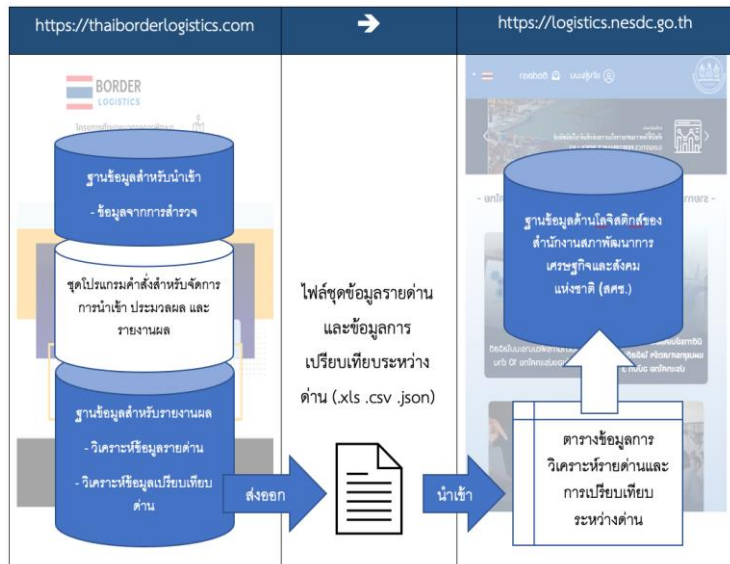 https://thaiborderlogistics.com
→
https://logistics.nesdc.go.th
BORDER
LOGISTICS
ฐานข้อมูลสำหรับนำเข้า
- ข้อมูลจากการสำรวจ
ชุดโปรแกรมคำสั่งสำหรับจัดการ
การนำเข้า ประมวลผล และ
รายงานผล
ฐานข้อมูลสำหรับรายงานผล
- วิเคราะห์ข้อมูลรายด่าน
- วิเคราะห์ข้อมูลเปรียบเทียบ
ด่าน
ส่งออก
ไฟล์ชุดข้อมูลรายด่าน
และข้อมูลการ
เปรียบเทียบระหว่าง
ด่าน (.xls .csv .json)
นำเข้า
ฐานข้อมูลด้านโลจิสติกส์ของ
สำนักงานสภาพัฒนาการ
เศรษฐกิจและสังคม
แห่งชาติ (สศช.)
ตารางข้อมูลการ
วิเคราะห์รายด่านและ
การเปรียบเทียบ
ระหว่างด่าน